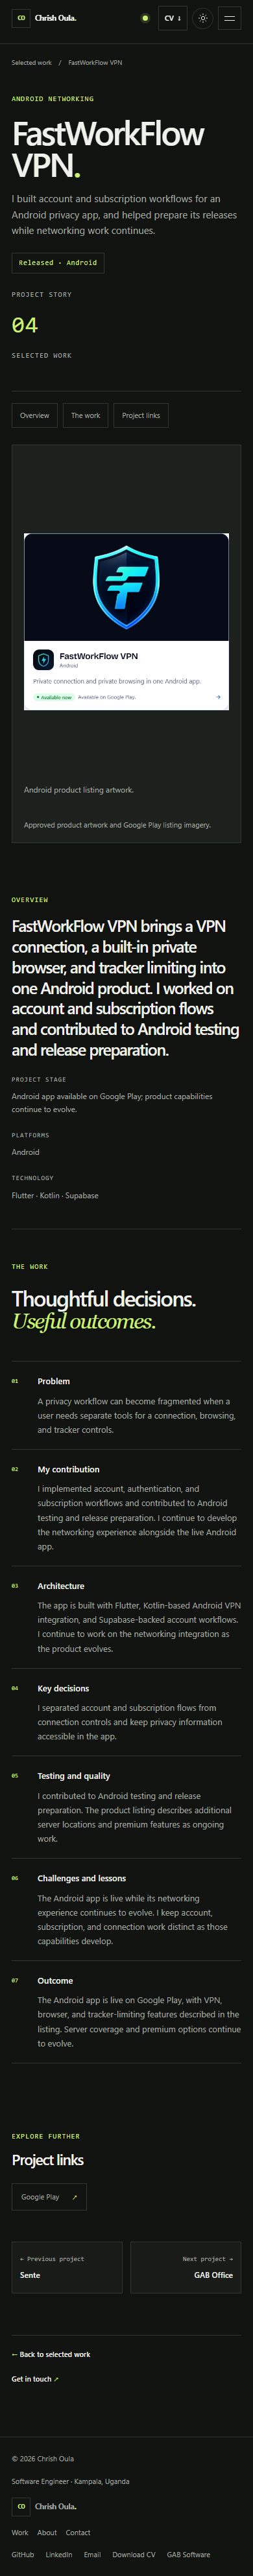 CO Chrish Oula. CV ↓
Selected work / FastWorkFlow VPN
ANDROID NETWORKING
FastWorkFlow
VPN.
I built account and subscription workflows for an
Android privacy app, and helped prepare its releases
while networking work continues.
Released · Android
PROJECT STORY
04
SELECTED WORK
Overview The work Project links
FastWorkFlow VPN
Android
Private connection and private browsing in one Android app.
Available now Available on Google Play. →
Android product listing artwork.
Approved product artwork and Google Play listing imagery.
OVERVIEW
FastWorkFlow VPN brings a VPN
connection, a built-in private
browser, and tracker limiting into
one Android product. I worked on
account and subscription flows
and contributed to Android testing
and release preparation.
PROJECT STAGE
Android app available on Google Play; product capabilities
continue to evolve.
PLATFORMS
Android
TECHNOLOGY
Flutter · Kotlin · Supabase
THE WORK
Thoughtful decisions.
Useful outcomes.
01 Problem
A privacy workflow can become fragmented when a
user needs separate tools for a connection, browsing,
and tracker controls.
02 My contribution
I implemented account, authentication, and
subscription workflows and contributed to Android
testing and release preparation. I continue to develop
the networking experience alongside the live Android
app.
03 Architecture
The app is built with Flutter, Kotlin-based Android VPN
integration, and Supabase-backed account workflows.
I continue to work on the networking integration as
the product evolves.
04 Key decisions
I separated account and subscription flows from
connection controls and keep privacy information
accessible in the app.
05 Testing and quality
I contributed to Android testing and release
preparation. The product listing describes additional
server locations and premium features as ongoing
work.
06 Challenges and lessons
The Android app is live while its networking
experience continues to evolve. I keep account,
subscription, and connection work distinct as those
capabilities develop.
07 Outcome
The Android app is live on Google Play, with VPN,
browser, and tracker-limiting features described in the
listing. Server coverage and premium options continue
to evolve.
EXPLORE FURTHER
Project links
Google Play ↗
← Previous project
Sente
Next project →
GAB Office
← Back to selected work
Get in touch ↗
© 2026 Chrish Oula
Software Engineer · Kampala, Uganda
CO Chrish Oula.
Work About Contact
GitHub LinkedIn Email Download CV GAB Software